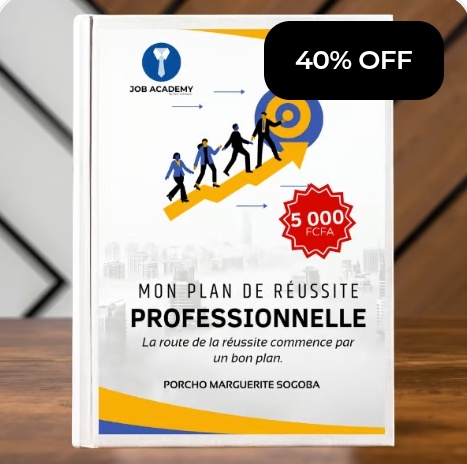 40% OFF
JOB ACADEMY
5 000
FCFA
MON PLAN DE RÉUSSITE
PROFESSIONNELLE
La route de la réussite commence par
un bon plan.
PORCHO MARGUERITE SOGOBA